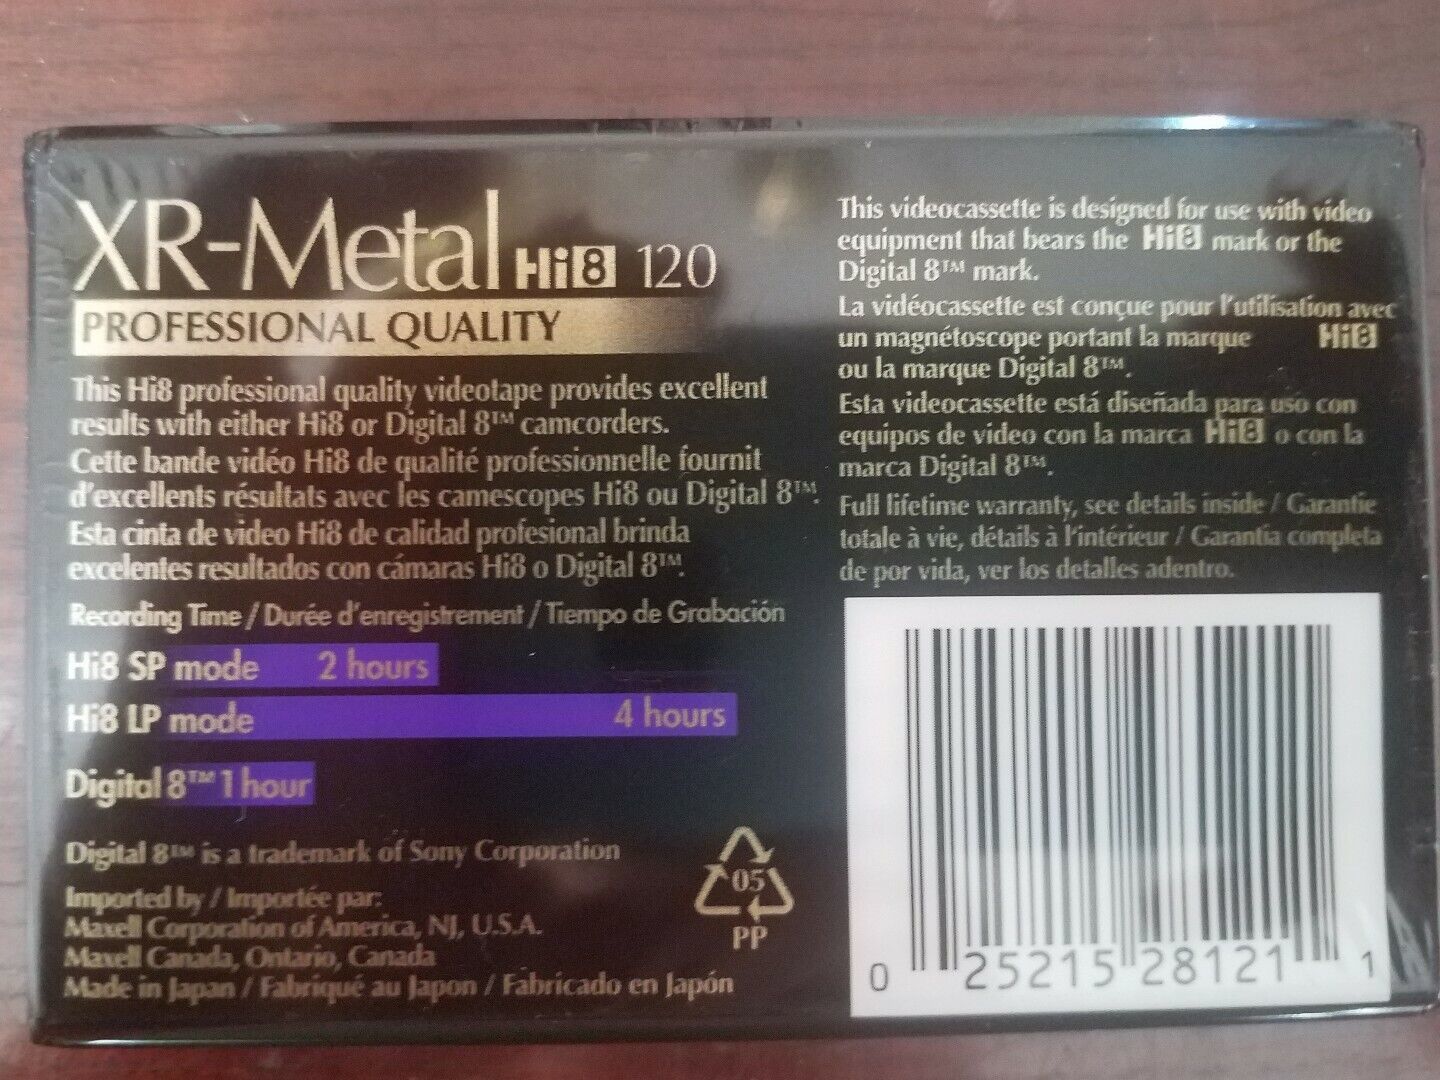 XR-Metal Hi8 120
PROFESSIONAL QUALITY
This Hi8 professional quality videotape provides excellent
results with either Hi8 or Digital 8™ camcorders.
Cette bande vidéo Hi8 de qualité professionnelle fournit
d'excellents résultats avec les camescopes Hi8 ou Digital 8™.
Esta cinta de video Hi8 de calidad profesional brinda
excelentes resultados con cámaras Hi8 o Digital 8™.
Recording Time / Durée d'enregistrement / Tiempo de Grabación
Hi8 SP mode 2 hours
Hi8 LP mode 4 hours
Digital 8™ 1 hour
Digital 8™ is a trademark of Sony Corporation
Imported by / Importée par:
Maxell Corporation of America, NJ, U.S.A.
Maxell Canada, Ontario, Canada
Made in Japan / Fabriqué au Japon / Fabricado en Japón
05
PP
This videocassette is designed for use with video
equipment that bears the Hi8 mark or the
Digital 8™ mark.
La vidéocassette est conçue pour l'utilisation avec
un magnétoscope portant la marque Hi8
ou la marque Digital 8™.
Esta videocassette está diseñada para uso con
equipos de video con la marca Hi8 o con la
marca Digital 8™.
Full lifetime warranty, see details inside / Garantie
totale à vie, détails à l'intérieur / Garantia completa
de por vida, ver los detalles adentro.
0 25215 28121 1